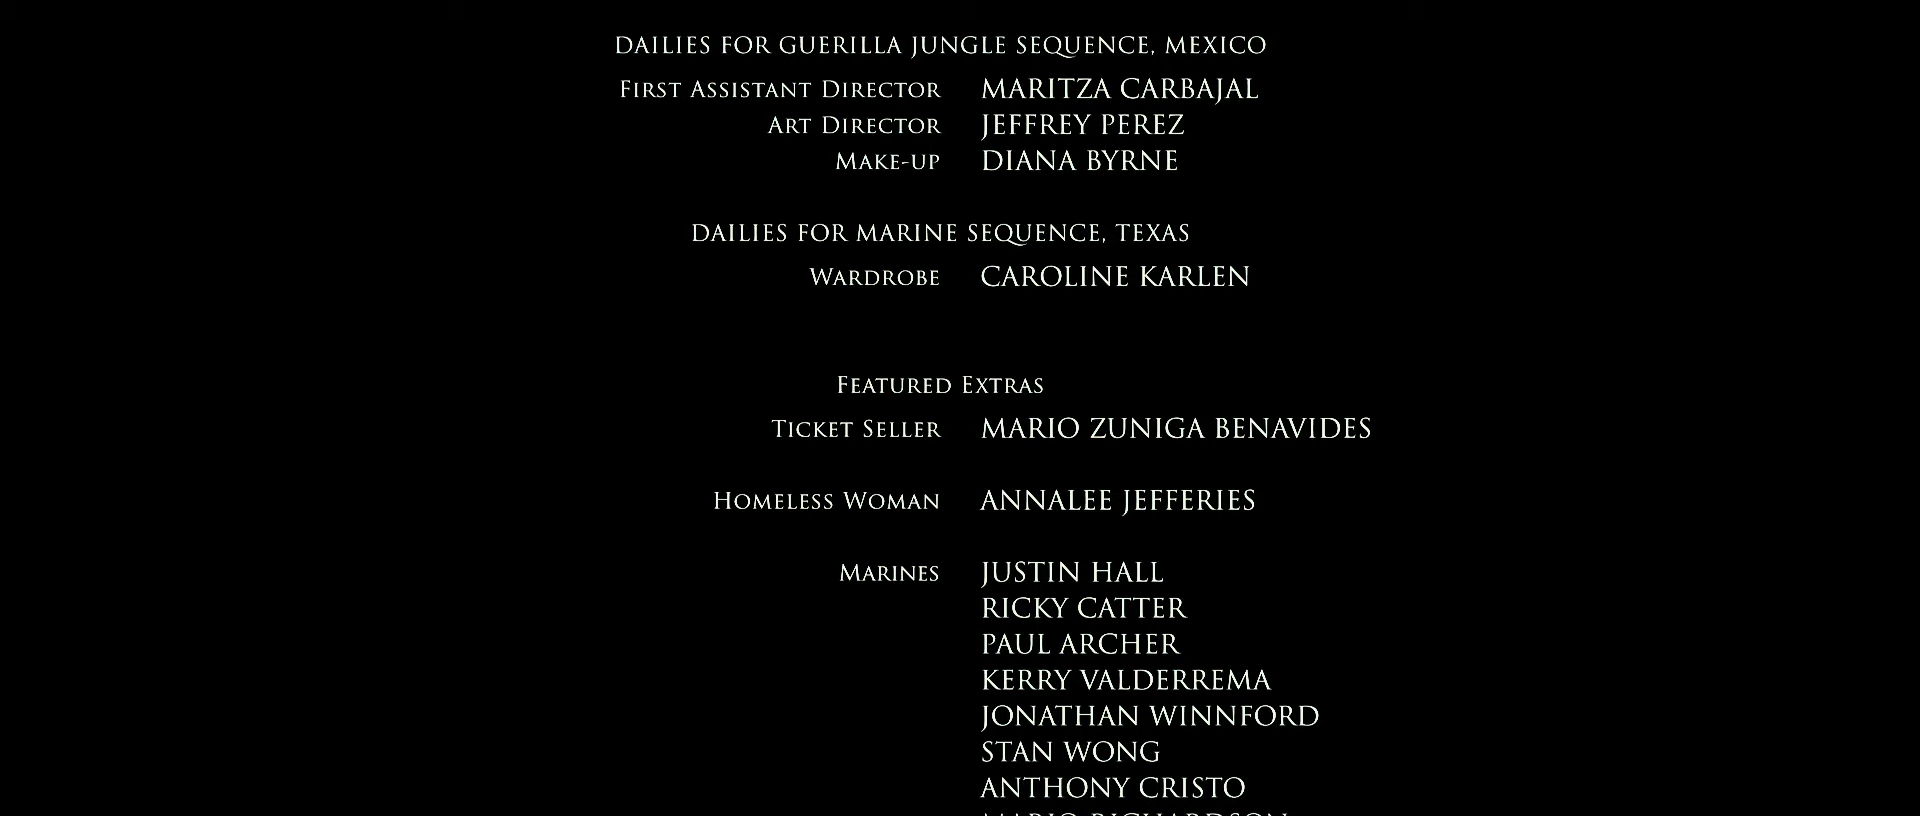 DAILIES FOR GUERILLA JUNGLE SEQUENCE, MEXICO
FIRST ASSISTANT DIRECTOR MARITZA CARBAJAL
ART DIRECTOR JEFFREY PEREZ
MAKE-UP DIANA BYRNE
DAILIES FOR MARINE SEQUENCE, TEXAS
WARDROBE CAROLINE KARLEN
FEATURED EXTRAS
TICKET SELLER MARIO ZUNIGA BENAVIDES
HOMELESS WOMAN ANNALEE JEFFERIES
MARINES JUSTIN HALL
RICKY CATTER
PAUL ARCHER
KERRY VALDERREMA
JONATHAN WINNFORD
STAN WONG
ANTHONY CRISTO